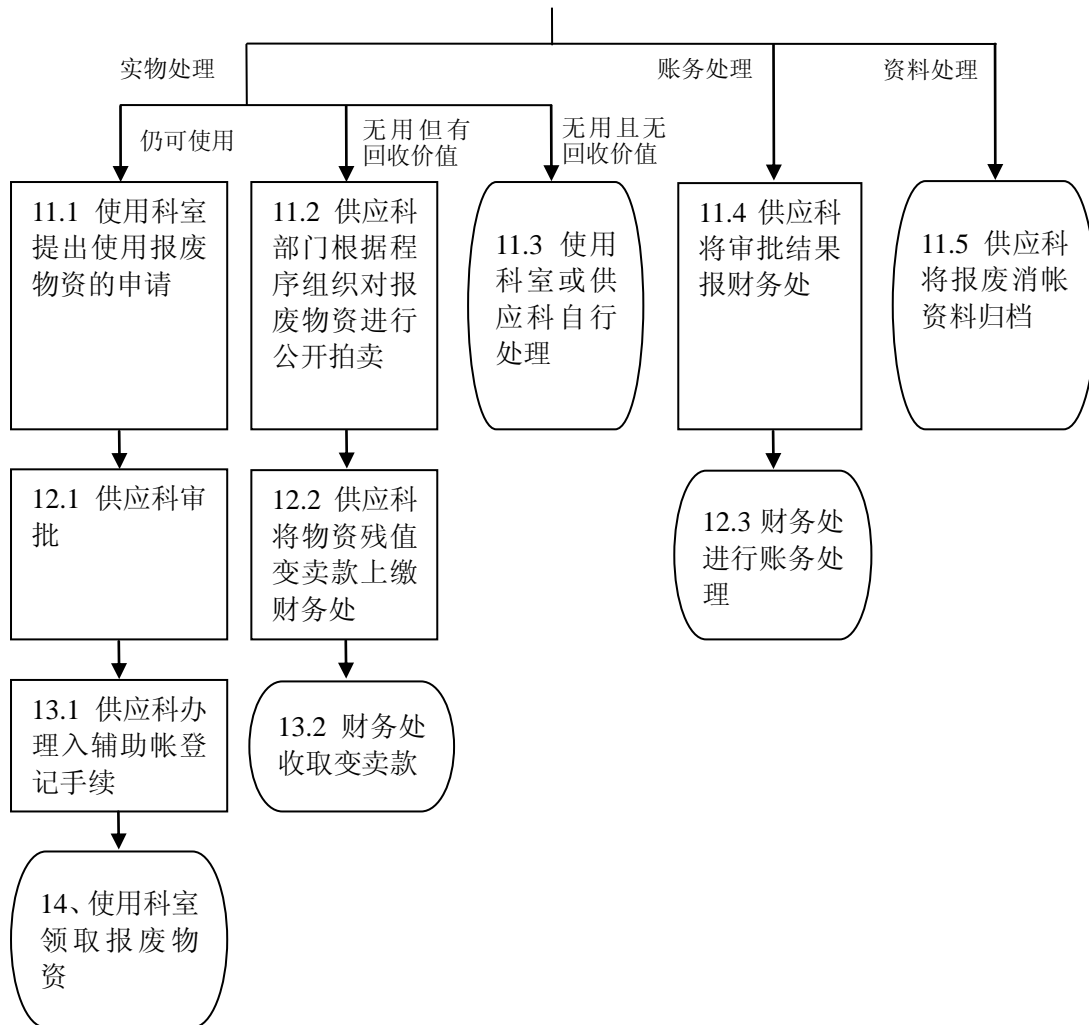 实物处理
账务处理
资料处理
仍可使用
无用但有
回收价值
无用且无
回收价值
11.1 使用科室
提出使用报废
物资的申请
11.2 供应科
部门根据程
序组织对报
废物资进行
公开拍卖
11.3 使用
科室或供
应科自行
处理
11.4 供应科
将审批结果
报财务处
11.5 供应科
将报废消帐
资料归档
12.1 供应科审
批
12.2 供应科
将物资残值
变卖款上缴
财务处
12.3 财务处
进行账务处
理
13.1 供应科办
理入辅助帐登
记手续
13.2 财务处
收取变卖款
14、使用科室
领取报废物
资